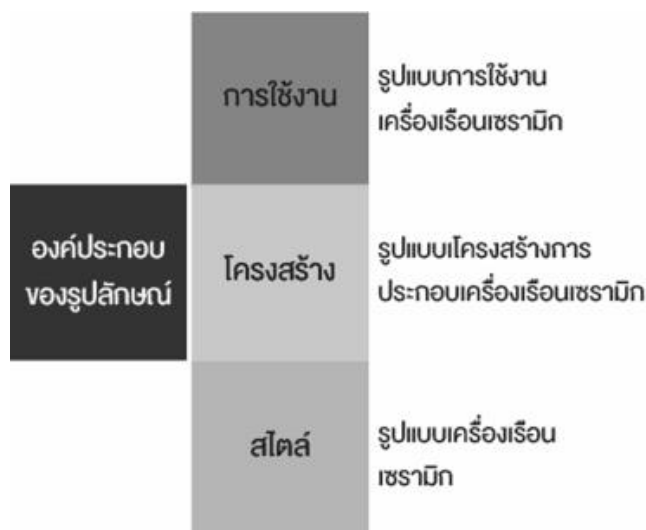 องค์ประกอบ
ของรูปลักษณ์
การใช้งาน
รูปแบบการใช้งาน
เครื่องเรือนเซรามิก
โครงสร้าง
รูปแบบโครงสร้างการ
ประกอบเครื่องเรือนเซรามิก
สไตล์
รูปแบบเครื่องเรือน
เซรามิก